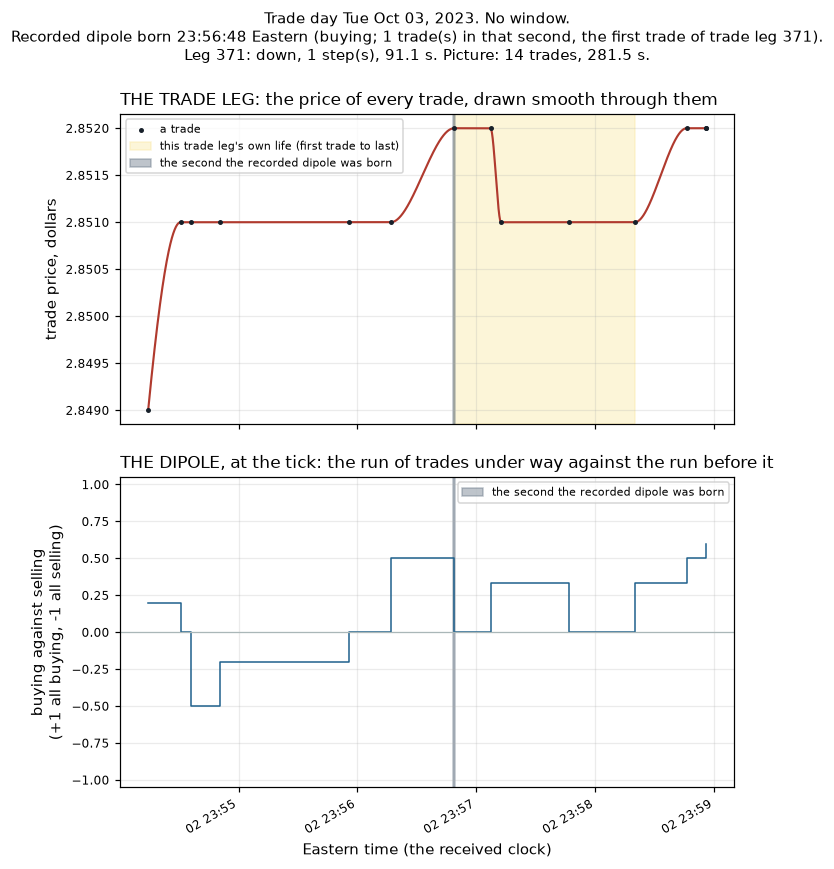 Trade day Tue Oct 03, 2023. No window.
Recorded dipole born 23:56:48 Eastern (buying; 1 trade(s) in that second, the first trade of trade leg 371).
Leg 371: down, 1 step(s), 91.1 s. Picture: 14 trades, 281.5 s.
THE TRADE LEG: the price of every trade, drawn smooth through them
a trade
this trade leg's own life (first trade to last)
the second the recorded dipole was born
trade price, dollars
2.8520
2.8515
2.8510
2.8505
2.8500
2.8495
2.8490
THE DIPOLE, at the tick: the run of trades under way against the run before it
the second the recorded dipole was born
buying against selling
(+1 all buying, -1 all selling)
1.00
0.75
0.50
0.25
0.00
−0.25
−0.50
−0.75
−1.00
02 23:55
02 23:56
02 23:57
02 23:58
02 23:59
Eastern time (the received clock)